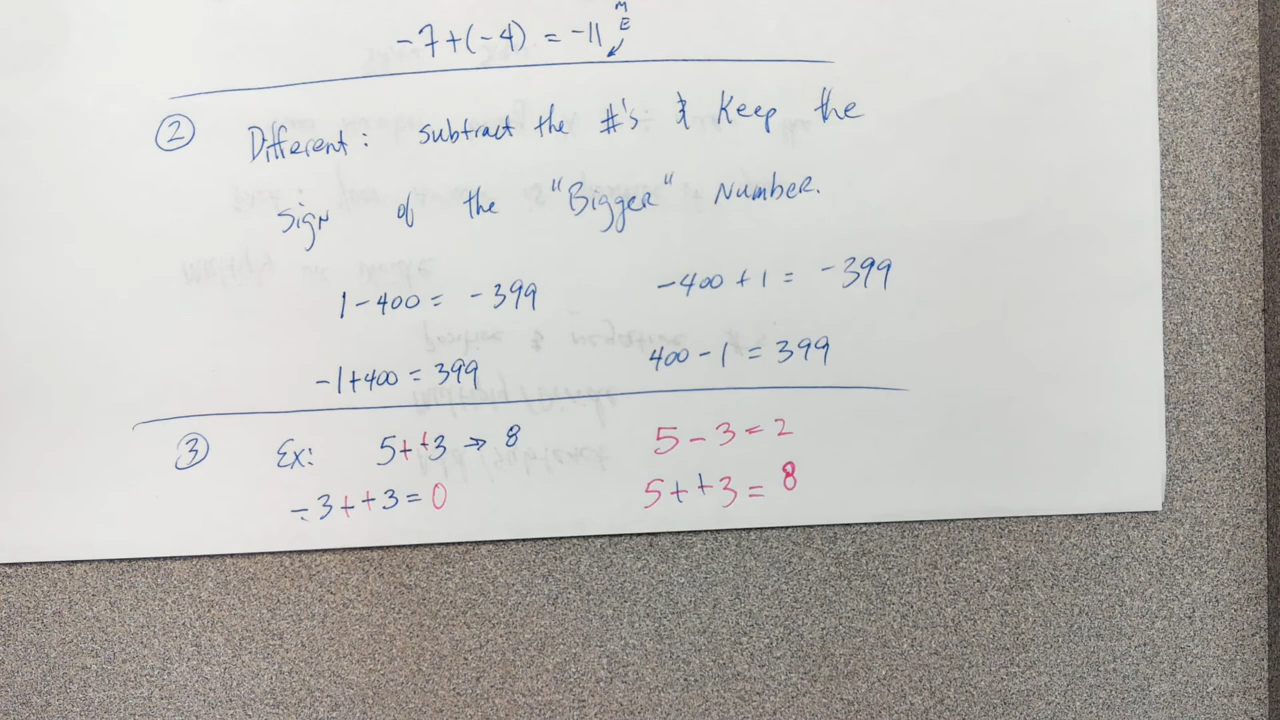 M
E
-7+(-4) = -11
② Different: subtract the #'s & Keep the
sign of the "Bigger" Number.
1-400 = -399 -400 + 1 = -399
-1+400 = 399 400 - 1 = 399
③ Ex: 5++3 → 8 5-3=2
-3++3=0 5++3=8